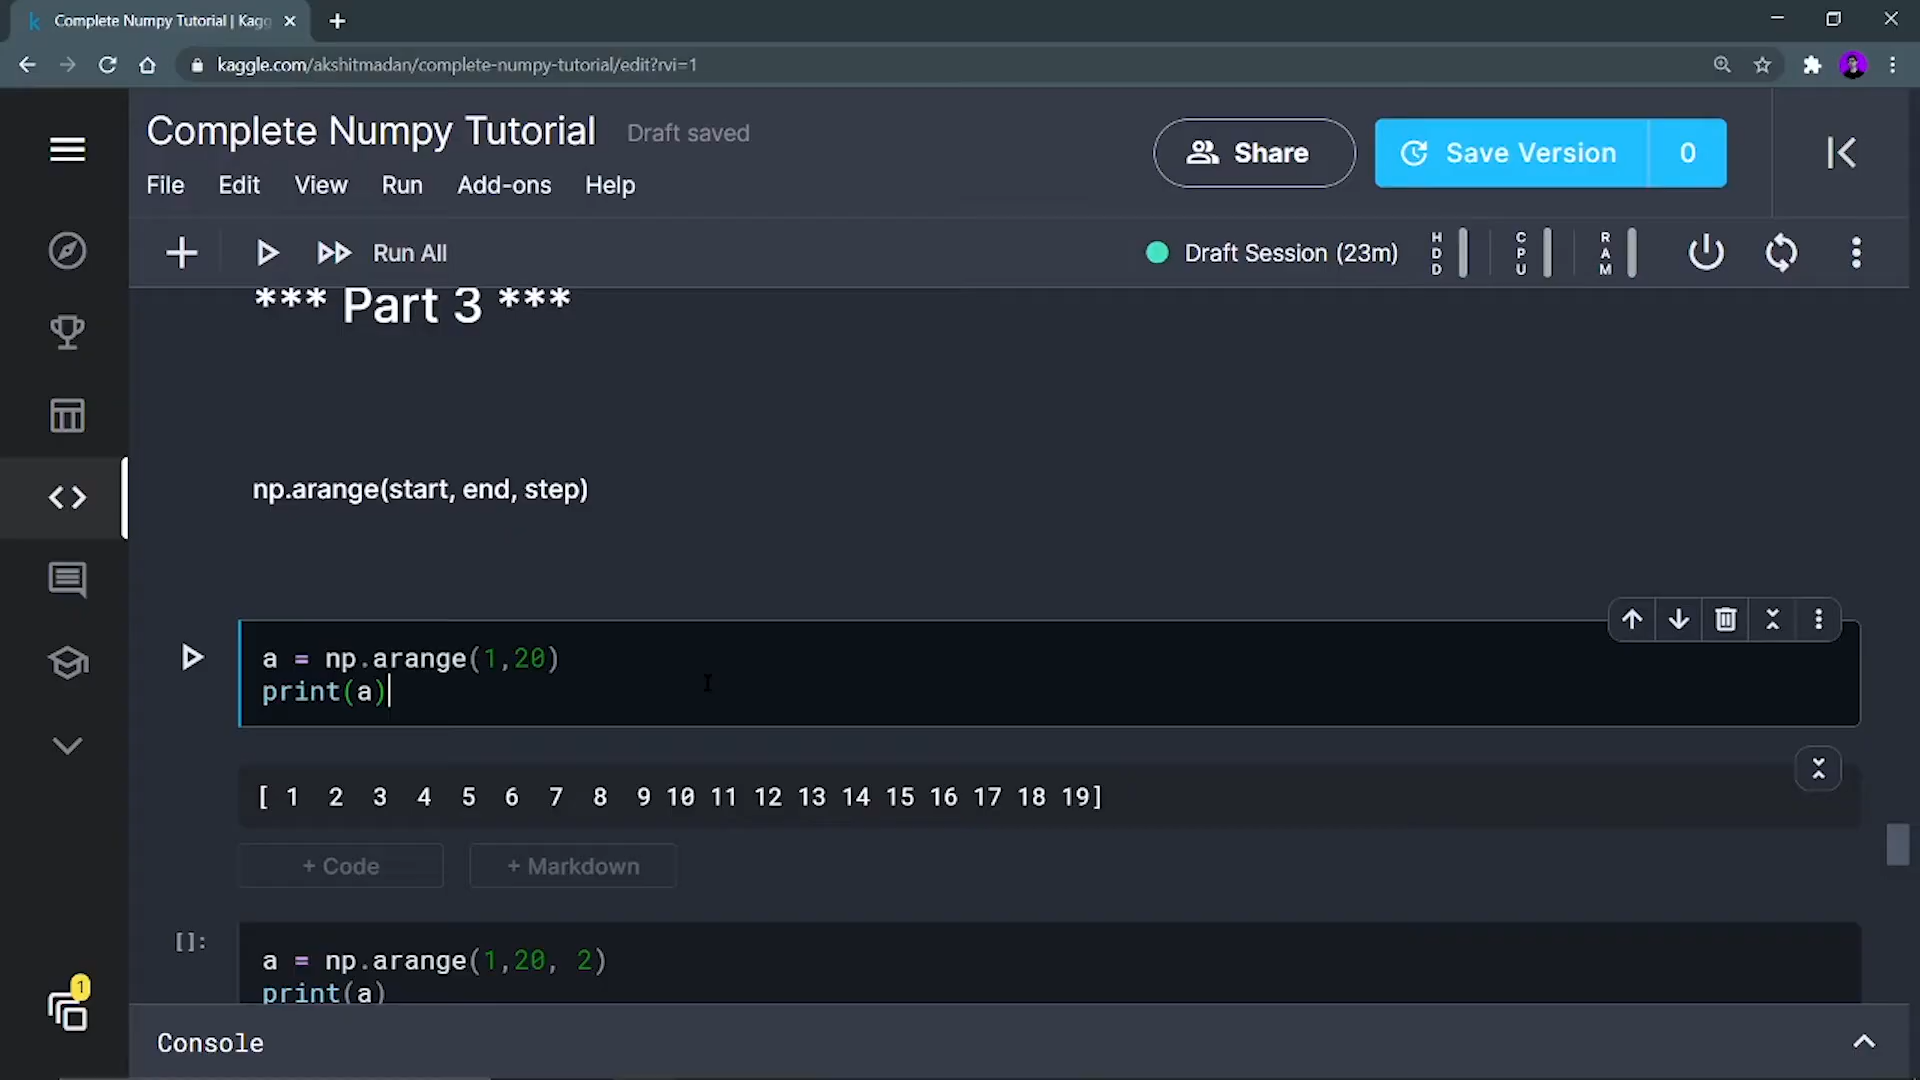 Complete Numpy Tutorial | Kagg
kaggle.com/akshitmadan/complete-numpy-tutorial/edit?rvi=1
Complete Numpy Tutorial Draft saved
Share
Save Version 0
File Edit View Run Add-ons Help
Run All
Draft Session (23m) HDD CPU RAM
*** Part 3 ***
np.arange(start, end, step)
a = np.arange(1,20)
print(a)
[ 1 2 3 4 5 6 7 8 9 10 11 12 13 14 15 16 17 18 19]
+ Code + Markdown
[]:
a = np.arange(1,20, 2)
print(a)
1
Console